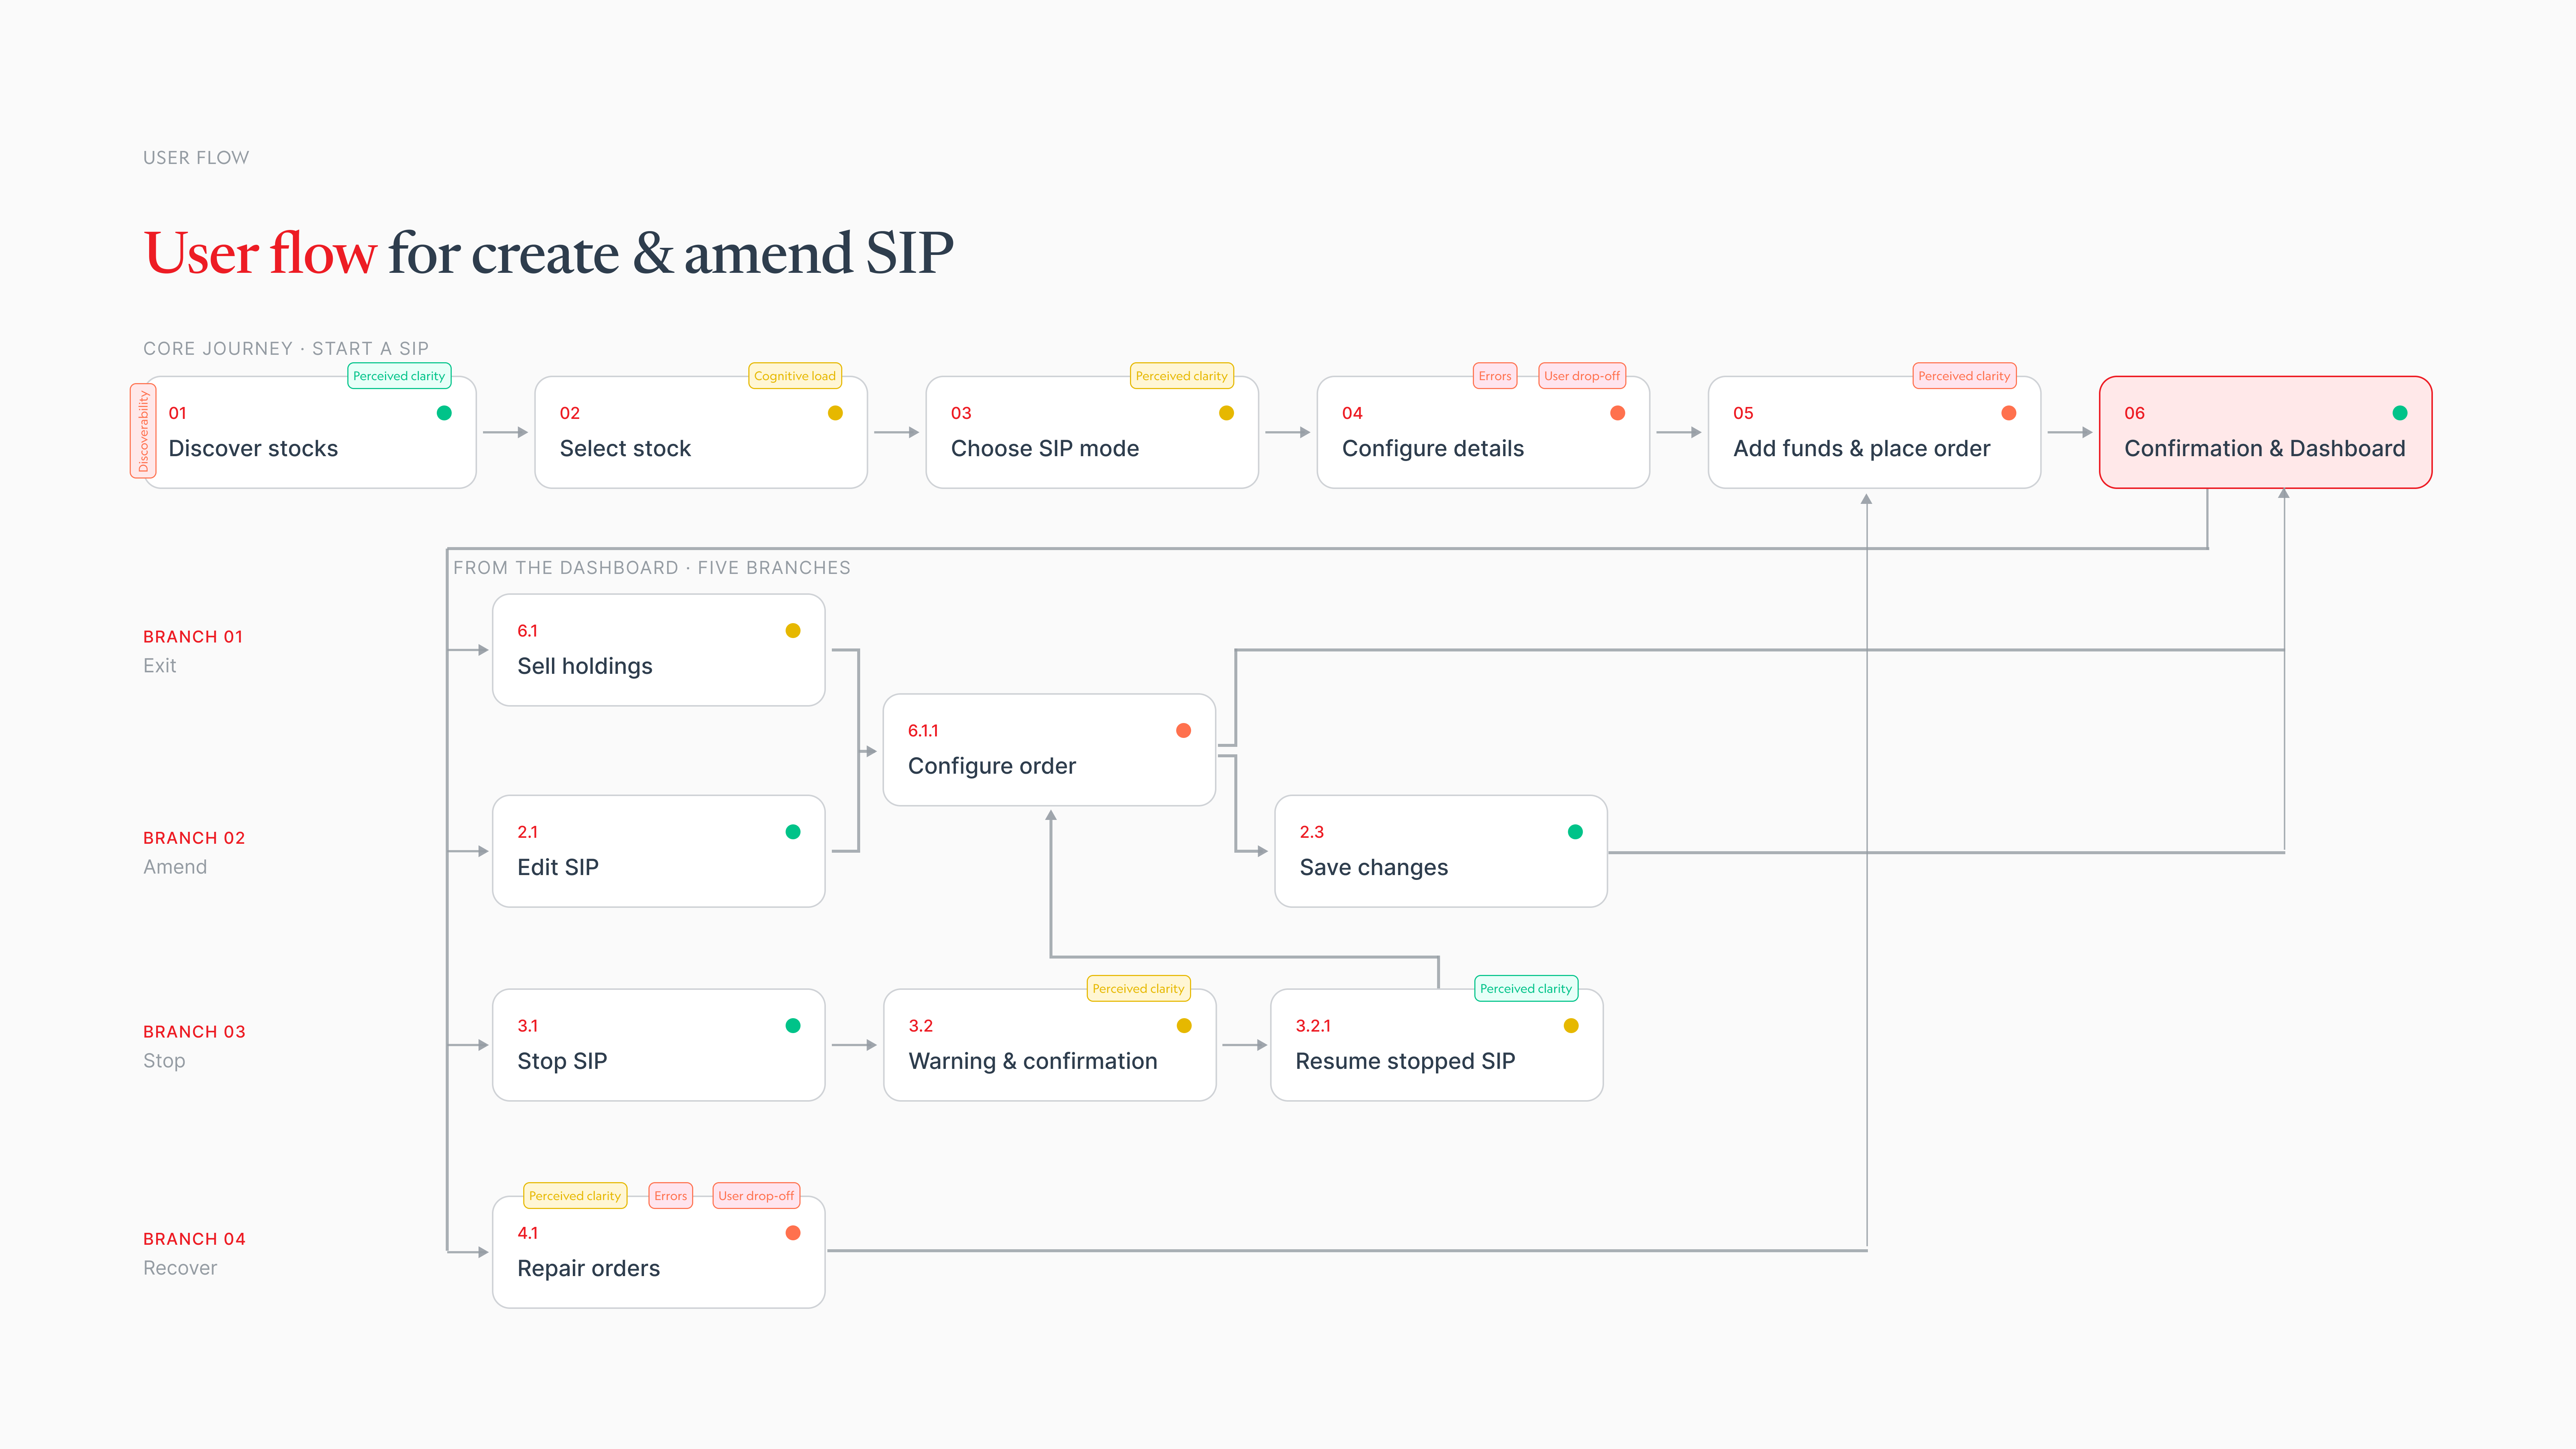 USER FLOW
User flow for create & amend SIP
CORE JOURNEY · START A SIP
Discoverability
Perceived clarity
01
Discover stocks
Cognitive load
02
Select stock
Perceived clarity
03
Choose SIP mode
Errors
User drop-off
04
Configure details
Perceived clarity
05
Add funds & place order
06
Confirmation & Dashboard
FROM THE DASHBOARD · FIVE BRANCHES
BRANCH 01
Exit
6.1
Sell holdings
6.1.1
Configure order
BRANCH 02
Amend
2.1
Edit SIP
2.3
Save changes
BRANCH 03
Stop
3.1
Stop SIP
Perceived clarity
3.2
Warning & confirmation
Perceived clarity
3.2.1
Resume stopped SIP
BRANCH 04
Recover
Perceived clarity
Errors
User drop-off
4.1
Repair orders